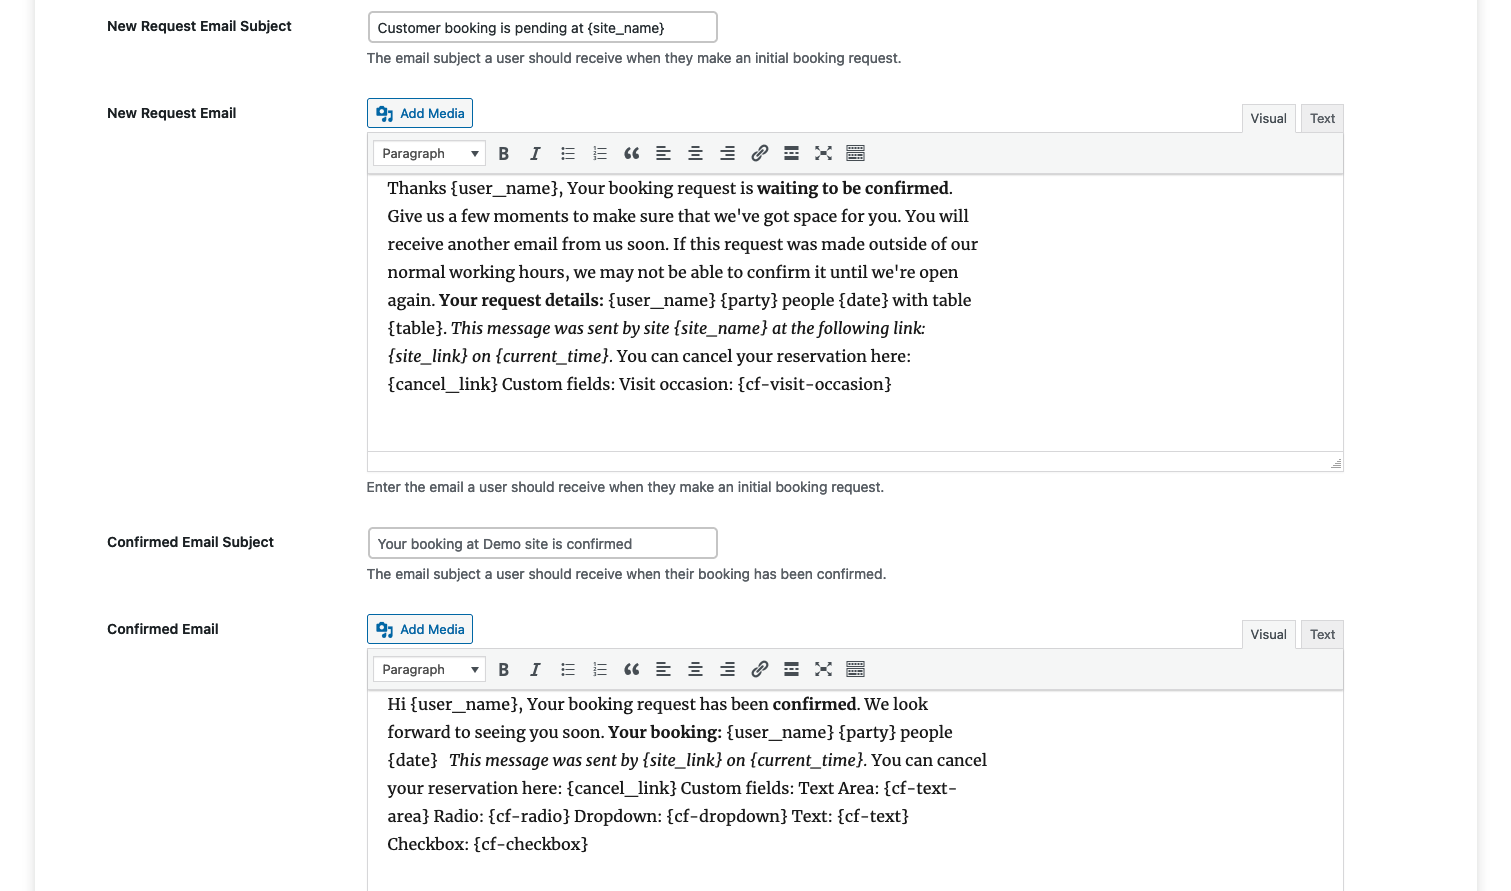 New Request Email Subject
Customer booking is pending at {site_name}
The email subject a user should receive when they make an initial booking request.
New Request Email
Add Media
Visual
Text
Paragraph
Thanks {user_name}, Your booking request is waiting to be confirmed.
Give us a few moments to make sure that we've got space for you. You will
receive another email from us soon. If this request was made outside of our
normal working hours, we may not be able to confirm it until we're open
again. Your request details: {user_name} {party} people {date} with table
{table}. This message was sent by site {site_name} at the following link:
{site_link} on {current_time}. You can cancel your reservation here:
{cancel_link} Custom fields: Visit occasion: {cf-visit-occasion}
Enter the email a user should receive when they make an initial booking request.
Confirmed Email Subject
Your booking at Demo site is confirmed
The email subject a user should receive when their booking has been confirmed.
Confirmed Email
Add Media
Visual
Text
Paragraph
Hi {user_name}, Your booking request has been confirmed. We look
forward to seeing you soon. Your booking: {user_name} {party} people
{date} This message was sent by {site_link} on {current_time}. You can cancel
your reservation here: {cancel_link} Custom fields: Text Area: {cf-text-
area} Radio: {cf-radio} Dropdown: {cf-dropdown} Text: {cf-text}
Checkbox: {cf-checkbox}